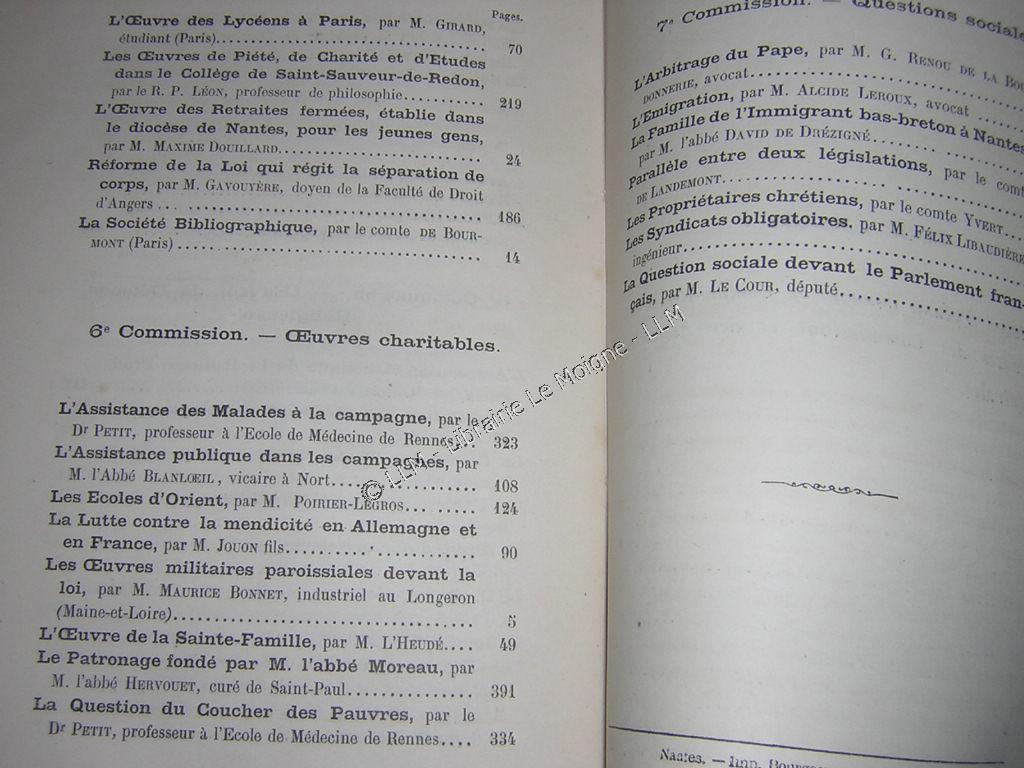 Pages.
L'Œuvre des Lycéens à Paris, par M. GIRARD,
étudiant (Paris) 70
Les Œuvres de Piété, de Charité et d'Etudes
dans le Collège de Saint-Sauveur-de-Redon,
par le R. P. LÉON, professeur de philosophie 219
L'Œuvre des Retraites fermées, établie dans
le diocèse de Nantes, pour les jeunes gens,
par M. MAXIME DOUILLARD 24
Réforme de la Loi qui régit la séparation de
corps, par M. GAVOUYÈRE, doyen de la Faculté de Droit
d'Angers 186
La Société Bibliographique, par le comte DE BOUR-
MONT (Paris) 14
6e Commission. — Œuvres charitables.
L'Assistance des Malades à la campagne, par le
Dr PETIT, professeur à l'Ecole de Médecine de Rennes... 323
L'Assistance publique dans les campagnes, par
M. l'Abbé BLANLŒIL, vicaire à Nort 108
Les Ecoles d'Orient, par M. POIRIER-LEGROS 124
La Lutte contre la mendicité en Allemagne et
en France, par M. JOUON fils 90
Les Œuvres militaires paroissiales devant la
loi, par M. MAURICE BONNET, industriel au Longeron
(Maine-et-Loire) 5
L'Œuvre de la Sainte-Famille, par M. L'HEUDÉ.... 49
Le Patronage fondé par M. l'abbé Moreau, par
M. l'abbé HERVOUET, curé de Saint-Paul 391
La Question du Coucher des Pauvres, par le
Dr PETIT, professeur à l'Ecole de Médecine de Rennes.... 334
7e Commission. — Questions sociale
L'Arbitrage du Pape, par M. G. RENOU DE LA BOU
DONNERIE, avocat
L'Emigration, par M. ALCIDE LEROUX, avocat
La Famille de l'Immigrant bas-breton à Nantes
par M. l'abbé DAVID DE DRÉZIGNÉ
Parallèle entre deux législations, par le comt
DE LANDEMONT
Les Propriétaires chrétiens, par le comte YVERT
Les Syndicats obligatoires, par M. FÉLIX LIBAUDIÈRE
ingénieur
La Question sociale devant le Parlement fran-
çais, par M. LE COUR, député
Nantes. — Imp. Bourgeo
© LLM - Librairie Le Moigne - LLM